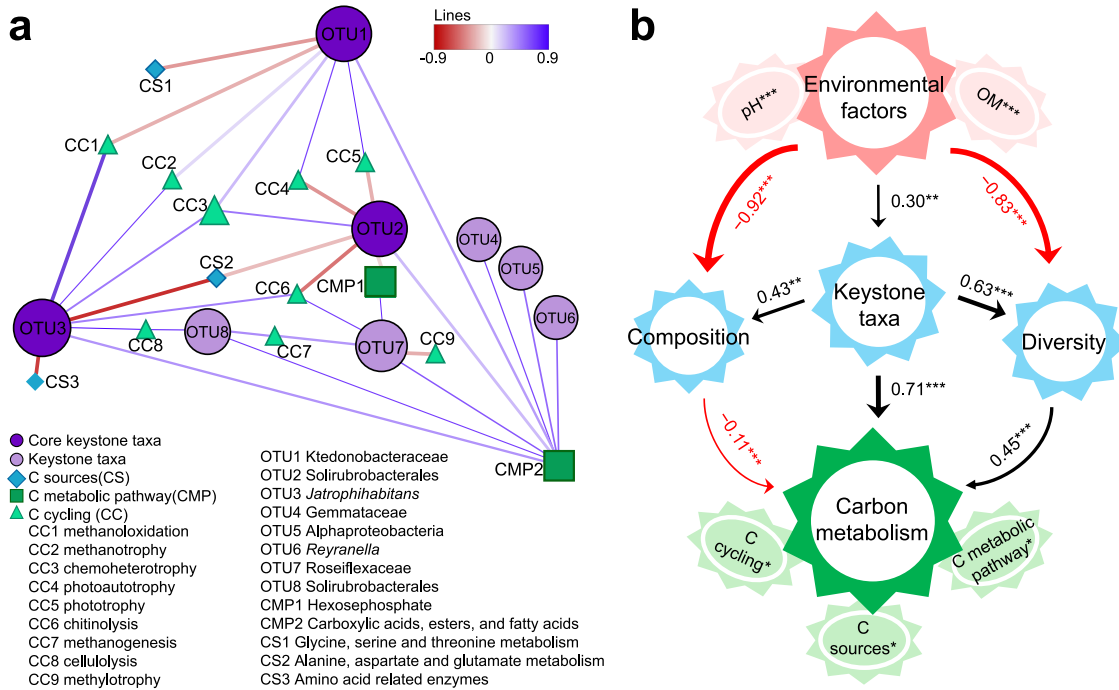 a
OTU1
Lines
-0.9
0
0.9
CS1
CC1
CC2
CC5
CC4
CC3
OTU2
OTU4
CS2
OTU5
CC6
CMP1
OTU6
OTU3
OTU8
CC8
CC7
OTU7
CC9
CS3
CMP2
Core keystone taxa
Keystone taxa
C sources(CS)
C metabolic pathway(CMP)
C cycling (CC)
CC1 methanoloxidation
CC2 methanotrophy
CC3 chemoheterotrophy
CC4 photoautotrophy
CC5 phototrophy
CC6 chitinolysis
CC7 methanogenesis
CC8 cellulolysis
CC9 methylotrophy
OTU1 Ktedonobacteraceae
OTU2 Solirubrobacterales
OTU3 Jatrophihabitans
OTU4 Gemmataceae
OTU5 Alphaproteobacteria
OTU6 Reyranella
OTU7 Roseiflexaceae
OTU8 Solirubrobacterales
CMP1 Hexosephosphate
CMP2 Carboxylic acids, esters, and fatty acids
CS1 Glycine, serine and threonine metabolism
CS2 Alanine, aspartate and glutamate metabolism
CS3 Amino acid related enzymes
b
pH***
Environmental
factors
OM***
−0.92***
0.30**
−0.83***
0.43**
Keystone
taxa
0.63***
Composition
Diversity
0.71***
−0.11***
0.45***
Carbon
metabolism
C
cycling*
C metabolic
pathway*
C
sources*